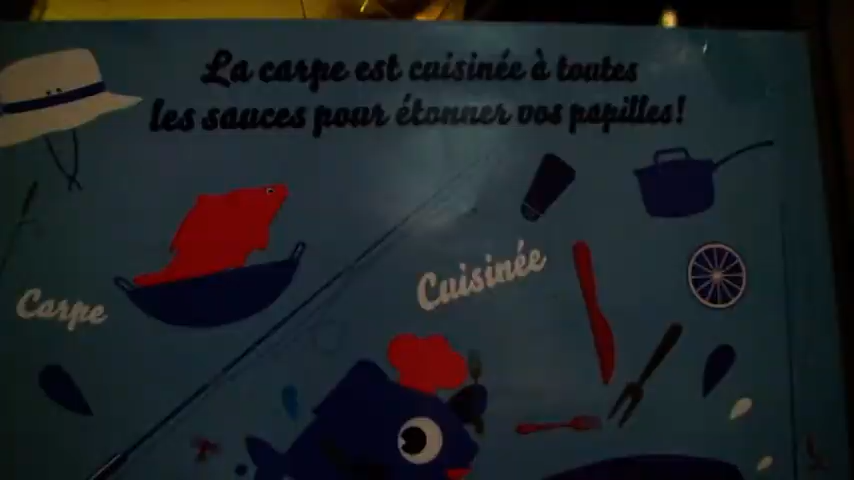 La carpe est cuisinée à toutes
les sauces pour étonner vos papilles!
Cuisinée
Carpe